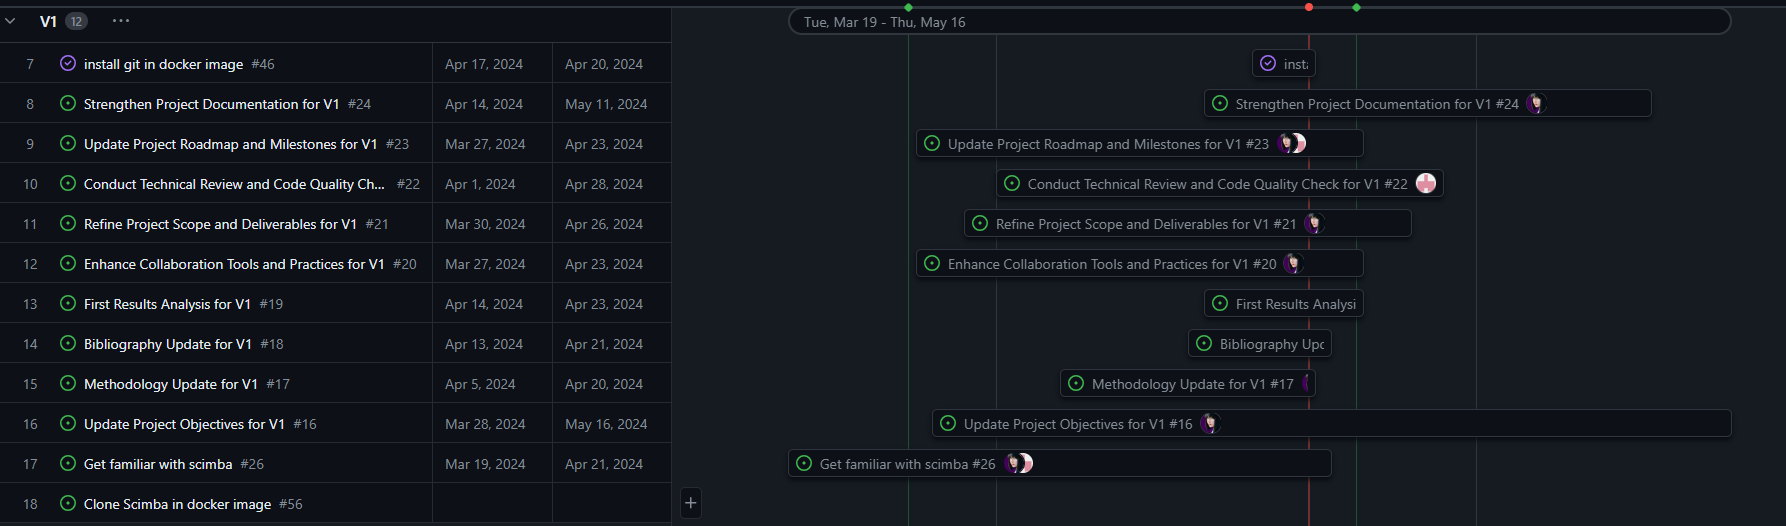 V1 12 ... Tue, Mar 19 - Thu, May 16
7 install git in docker image #46 Apr 17, 2024 Apr 20, 2024 insta
8 Strengthen Project Documentation for V1 #24 Apr 14, 2024 May 11, 2024 Strengthen Project Documentation for V1 #24
9 Update Project Roadmap and Milestones for V1 #23 Mar 27, 2024 Apr 23, 2024 Update Project Roadmap and Milestones for V1 #23
10 Conduct Technical Review and Code Quality Ch... #22 Apr 1, 2024 Apr 28, 2024 Conduct Technical Review and Code Quality Check for V1 #22
11 Refine Project Scope and Deliverables for V1 #21 Mar 30, 2024 Apr 26, 2024 Refine Project Scope and Deliverables for V1 #21
12 Enhance Collaboration Tools and Practices for V1 #20 Mar 27, 2024 Apr 23, 2024 Enhance Collaboration Tools and Practices for V1 #20
13 First Results Analysis for V1 #19 Apr 14, 2024 Apr 23, 2024 First Results Analysi
14 Bibliography Update for V1 #18 Apr 13, 2024 Apr 21, 2024 Bibliography Upd
15 Methodology Update for V1 #17 Apr 5, 2024 Apr 20, 2024 Methodology Update for V1 #17
16 Update Project Objectives for V1 #16 Mar 28, 2024 May 16, 2024 Update Project Objectives for V1 #16
17 Get familiar with scimba #26 Mar 19, 2024 Apr 21, 2024 Get familiar with scimba #26
18 Clone Scimba in docker image #56 +